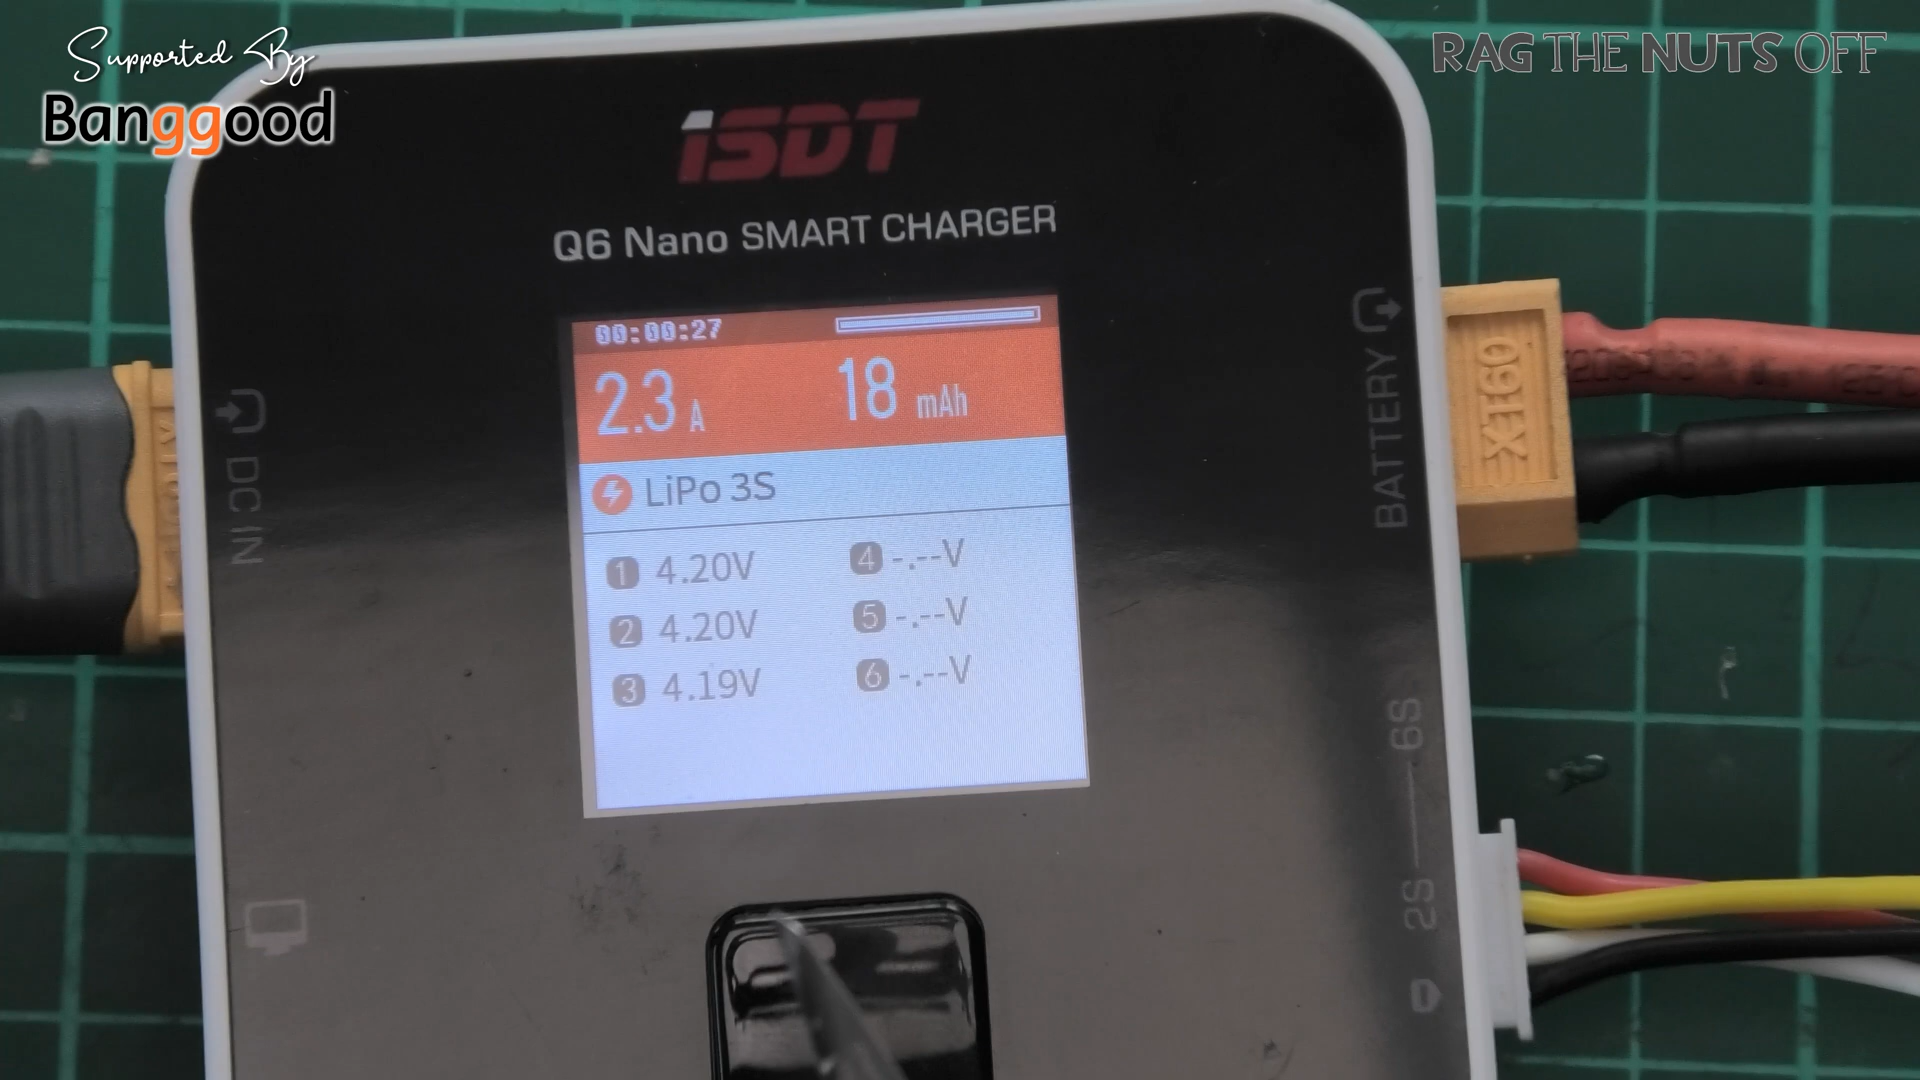 Supported By
Banggood
RAG THE NUTS OFF
iSDT
Q6 Nano SMART CHARGER
00:00:27
2.3 A 18 mAh
LiPo 3S
1 4.20V 4 -.--V
2 4.20V 5 -.--V
3 4.19V 6 -.--V
DC IN
BATTERY
XT60
2S 6S